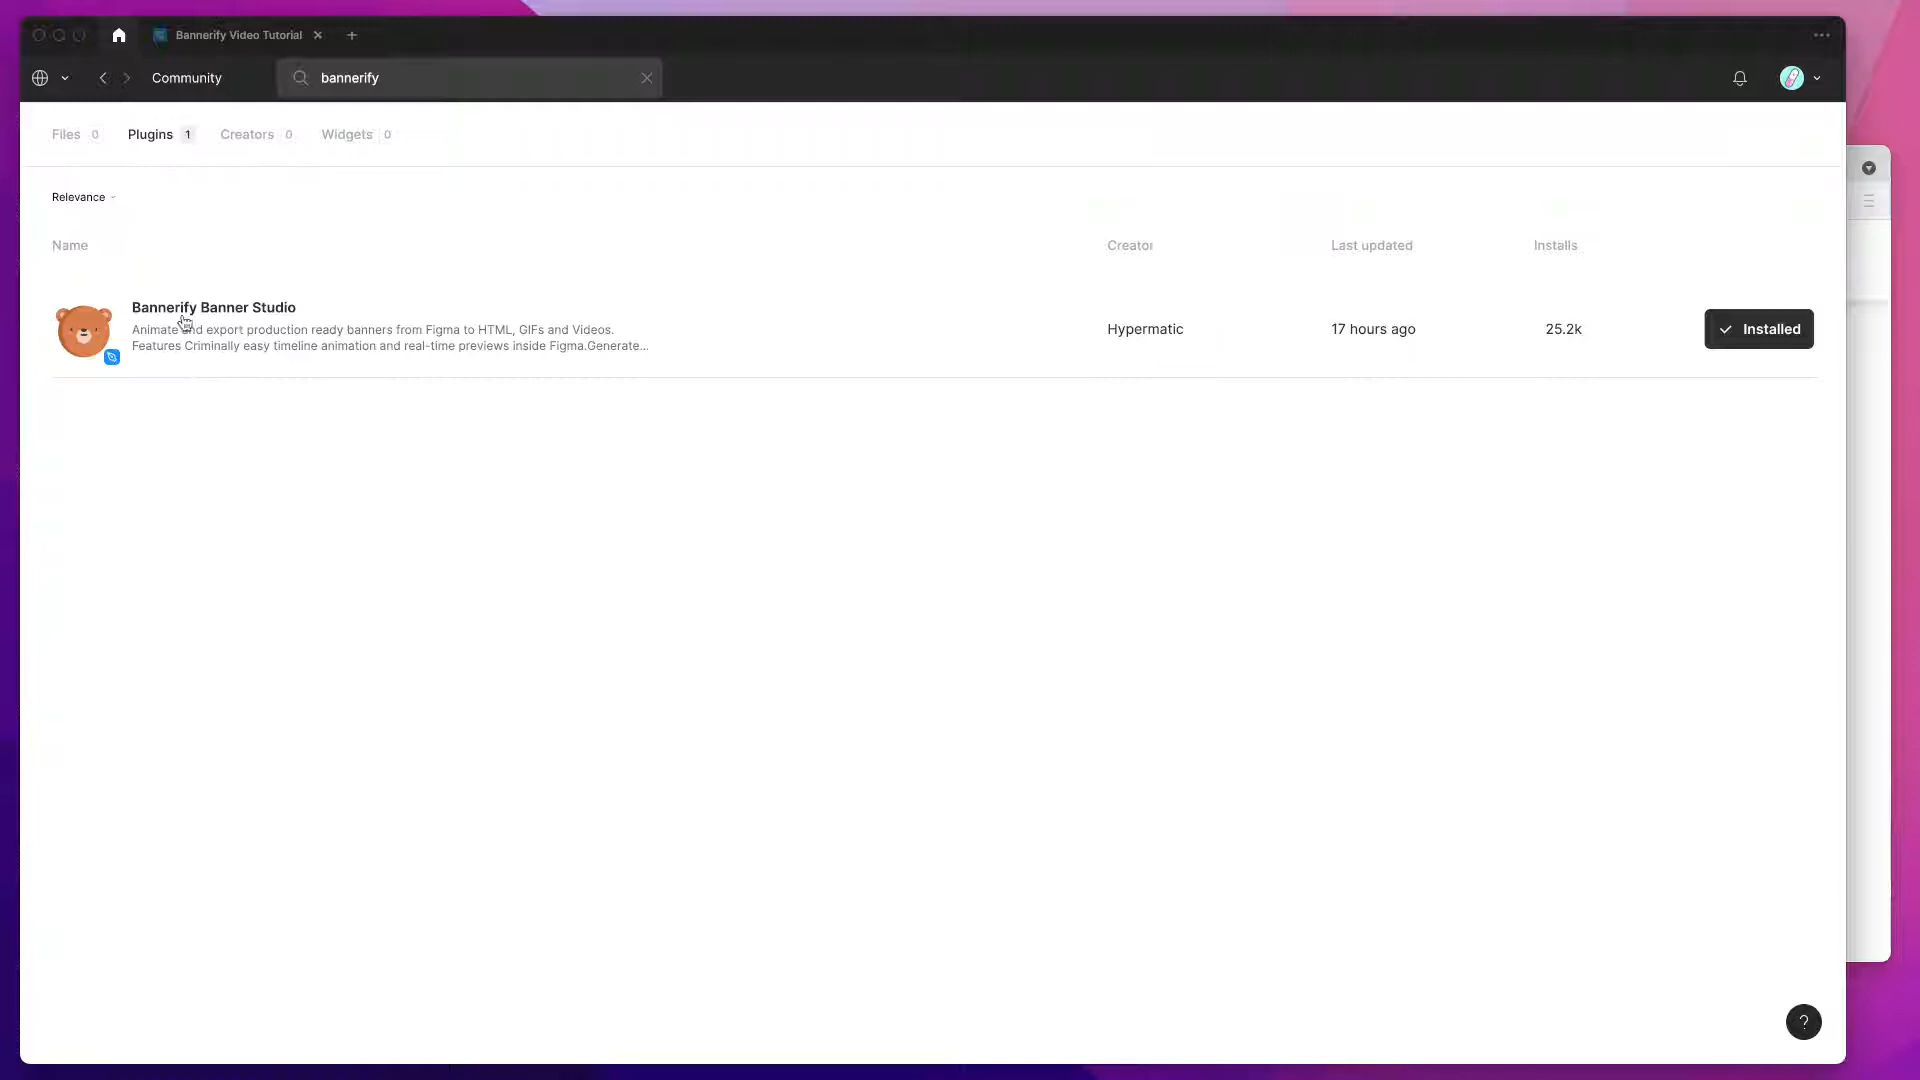 Bannerify Video Tutorial
Community
bannerify
Files 0 Plugins 1 Creators 0 Widgets 0
Relevance
Name Creator Last updated Installs
Bannerify Banner Studio
Animate and export production ready banners from Figma to HTML, GIFs and Videos.
Features Criminally easy timeline animation and real-time previews inside Figma.Generate...
Hypermatic 17 hours ago 25.2k Installed
?